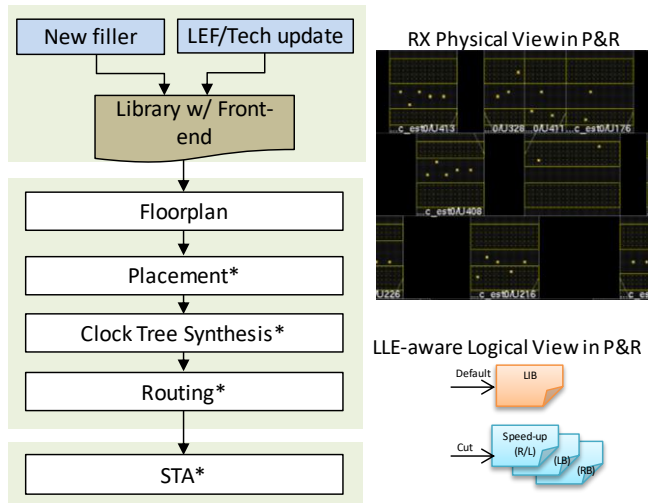 New filler
LEF/Tech update
Library w/ Front-
end
Floorplan
Placement*
Clock Tree Synthesis*
Routing*
STA*
RX Physical View in P&R
...c_est0/U413
...0/U328
...0/U411
...c_est0/U176
...c_est0/U408
U226
...c_est0/U216
LLE-aware Logical View in P&R
Default
LIB
Cut
Speed-up
(R/L)
(LB)
(RB)